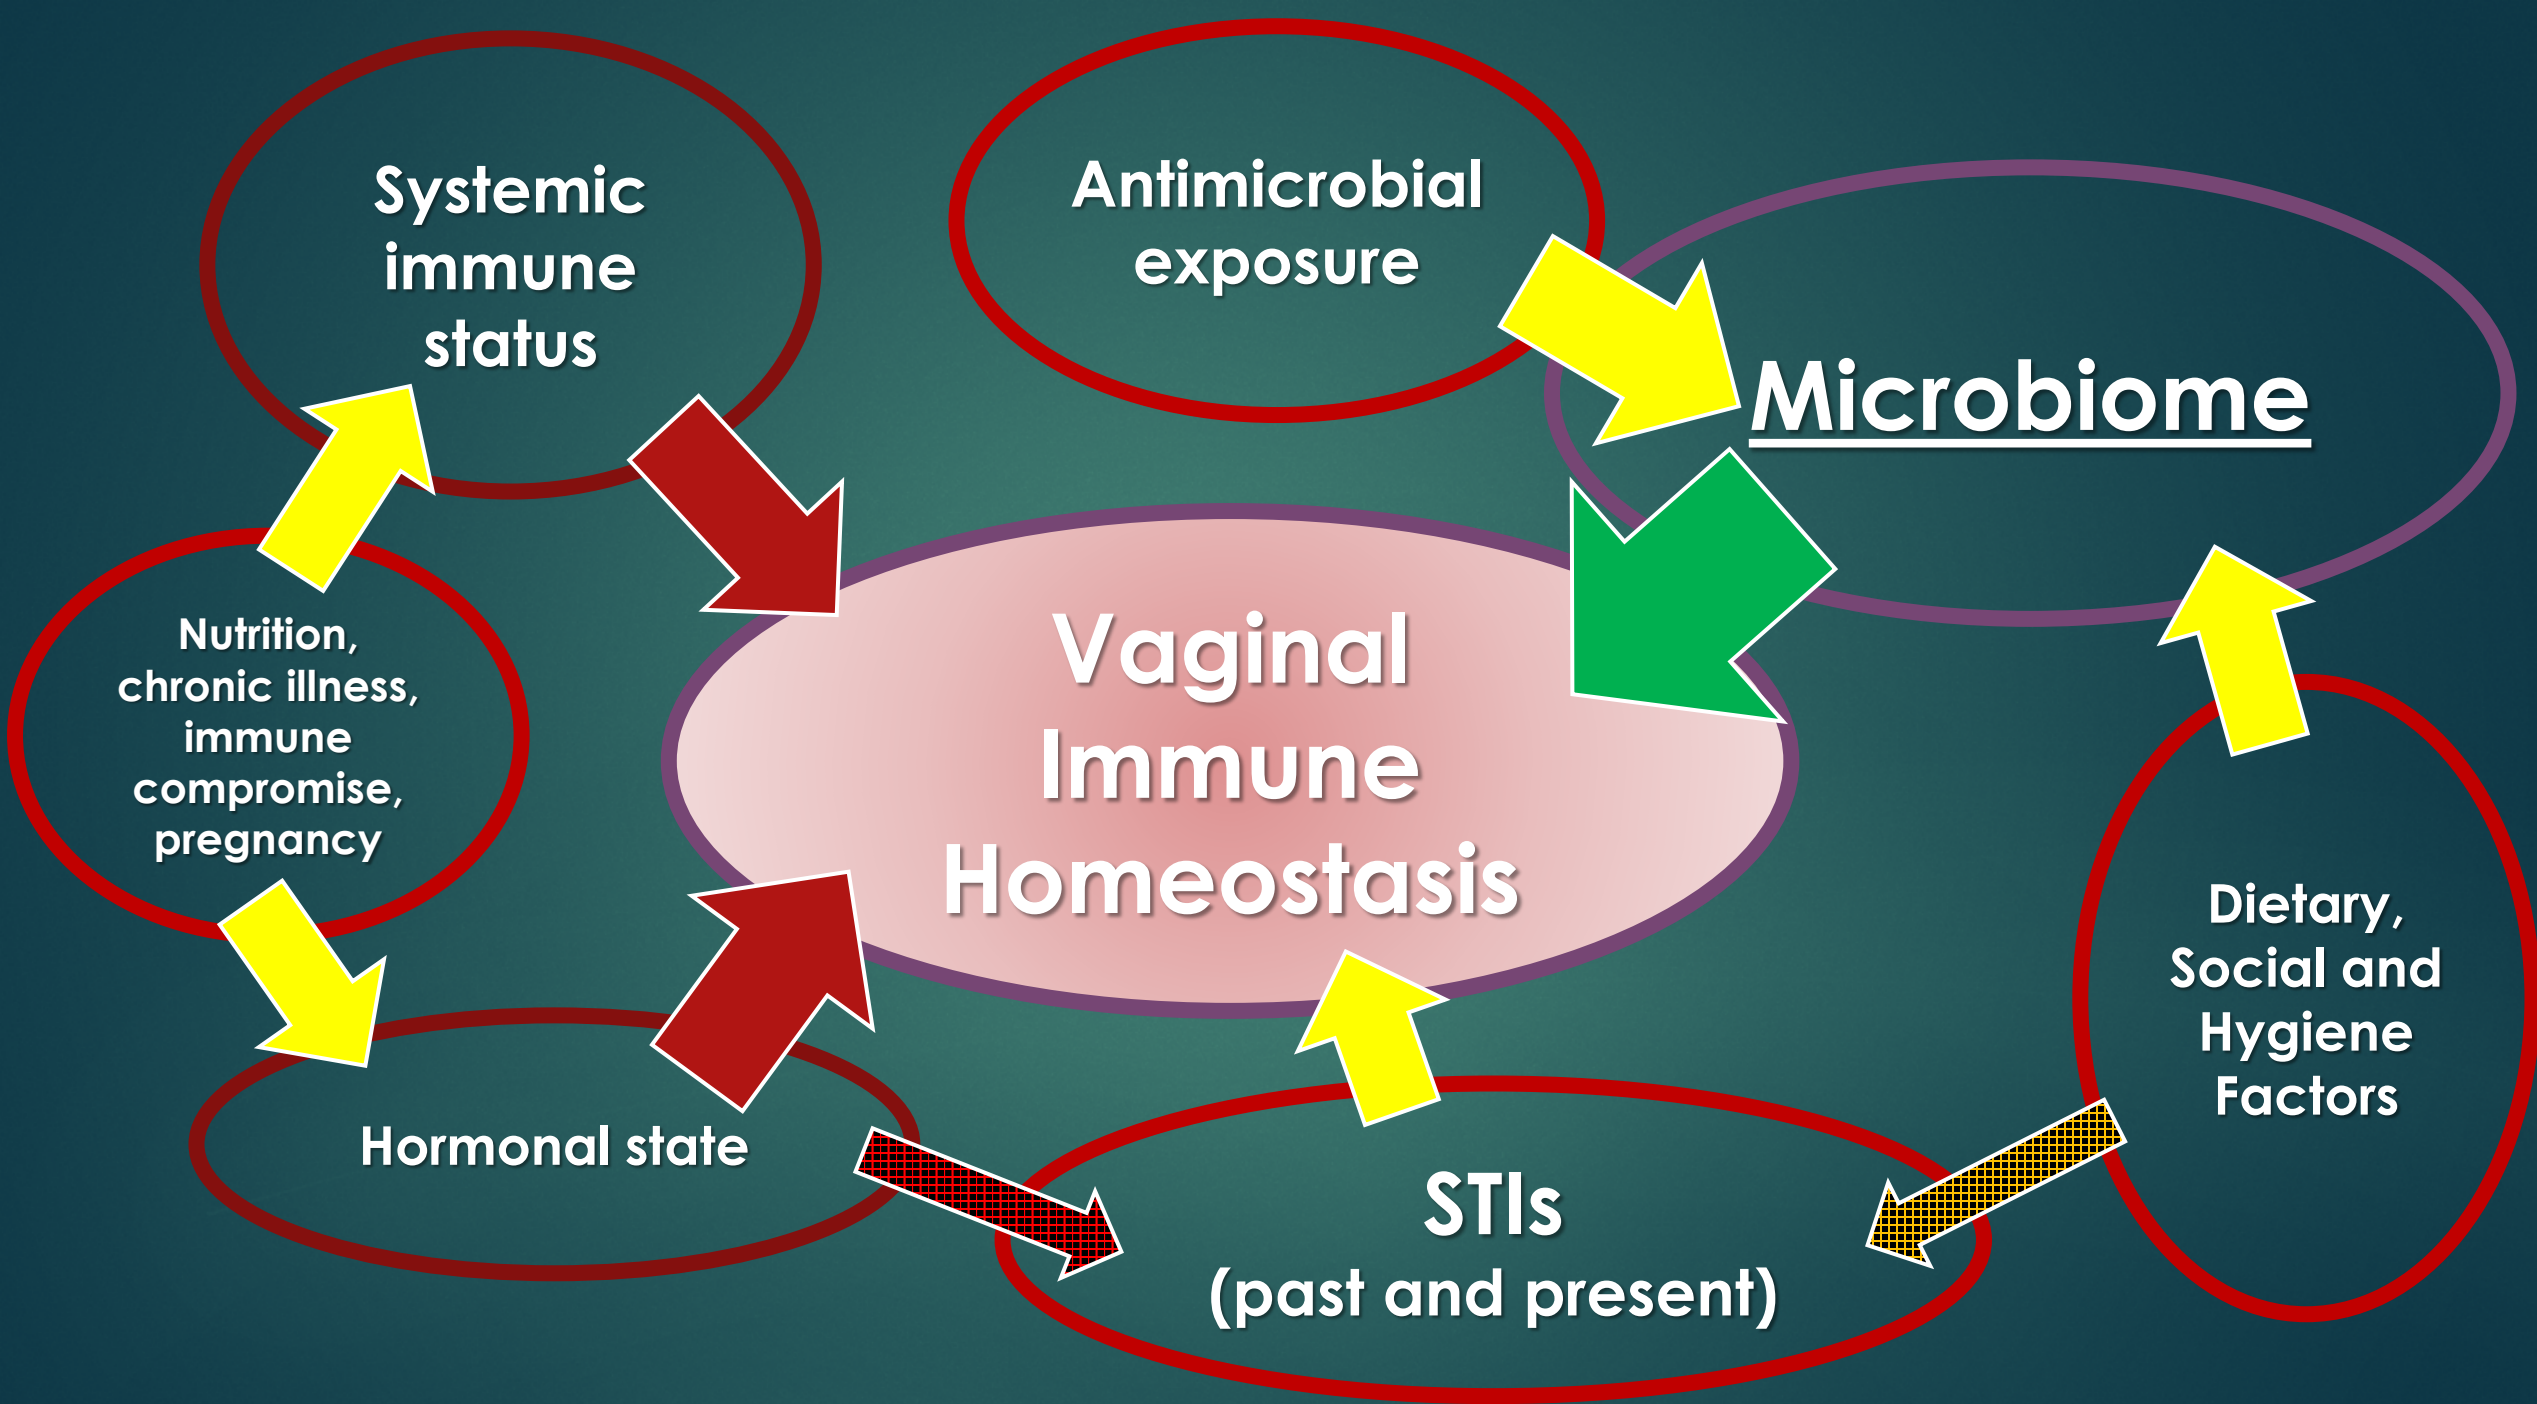 Systemic
immune
status
Antimicrobial
exposure
Microbiome
Nutrition,
chronic illness,
immune
compromise,
pregnancy
Vaginal
Immune
Homeostasis
Dietary,
Social and
Hygiene
Factors
Hormonal state
STIs
(past and present)